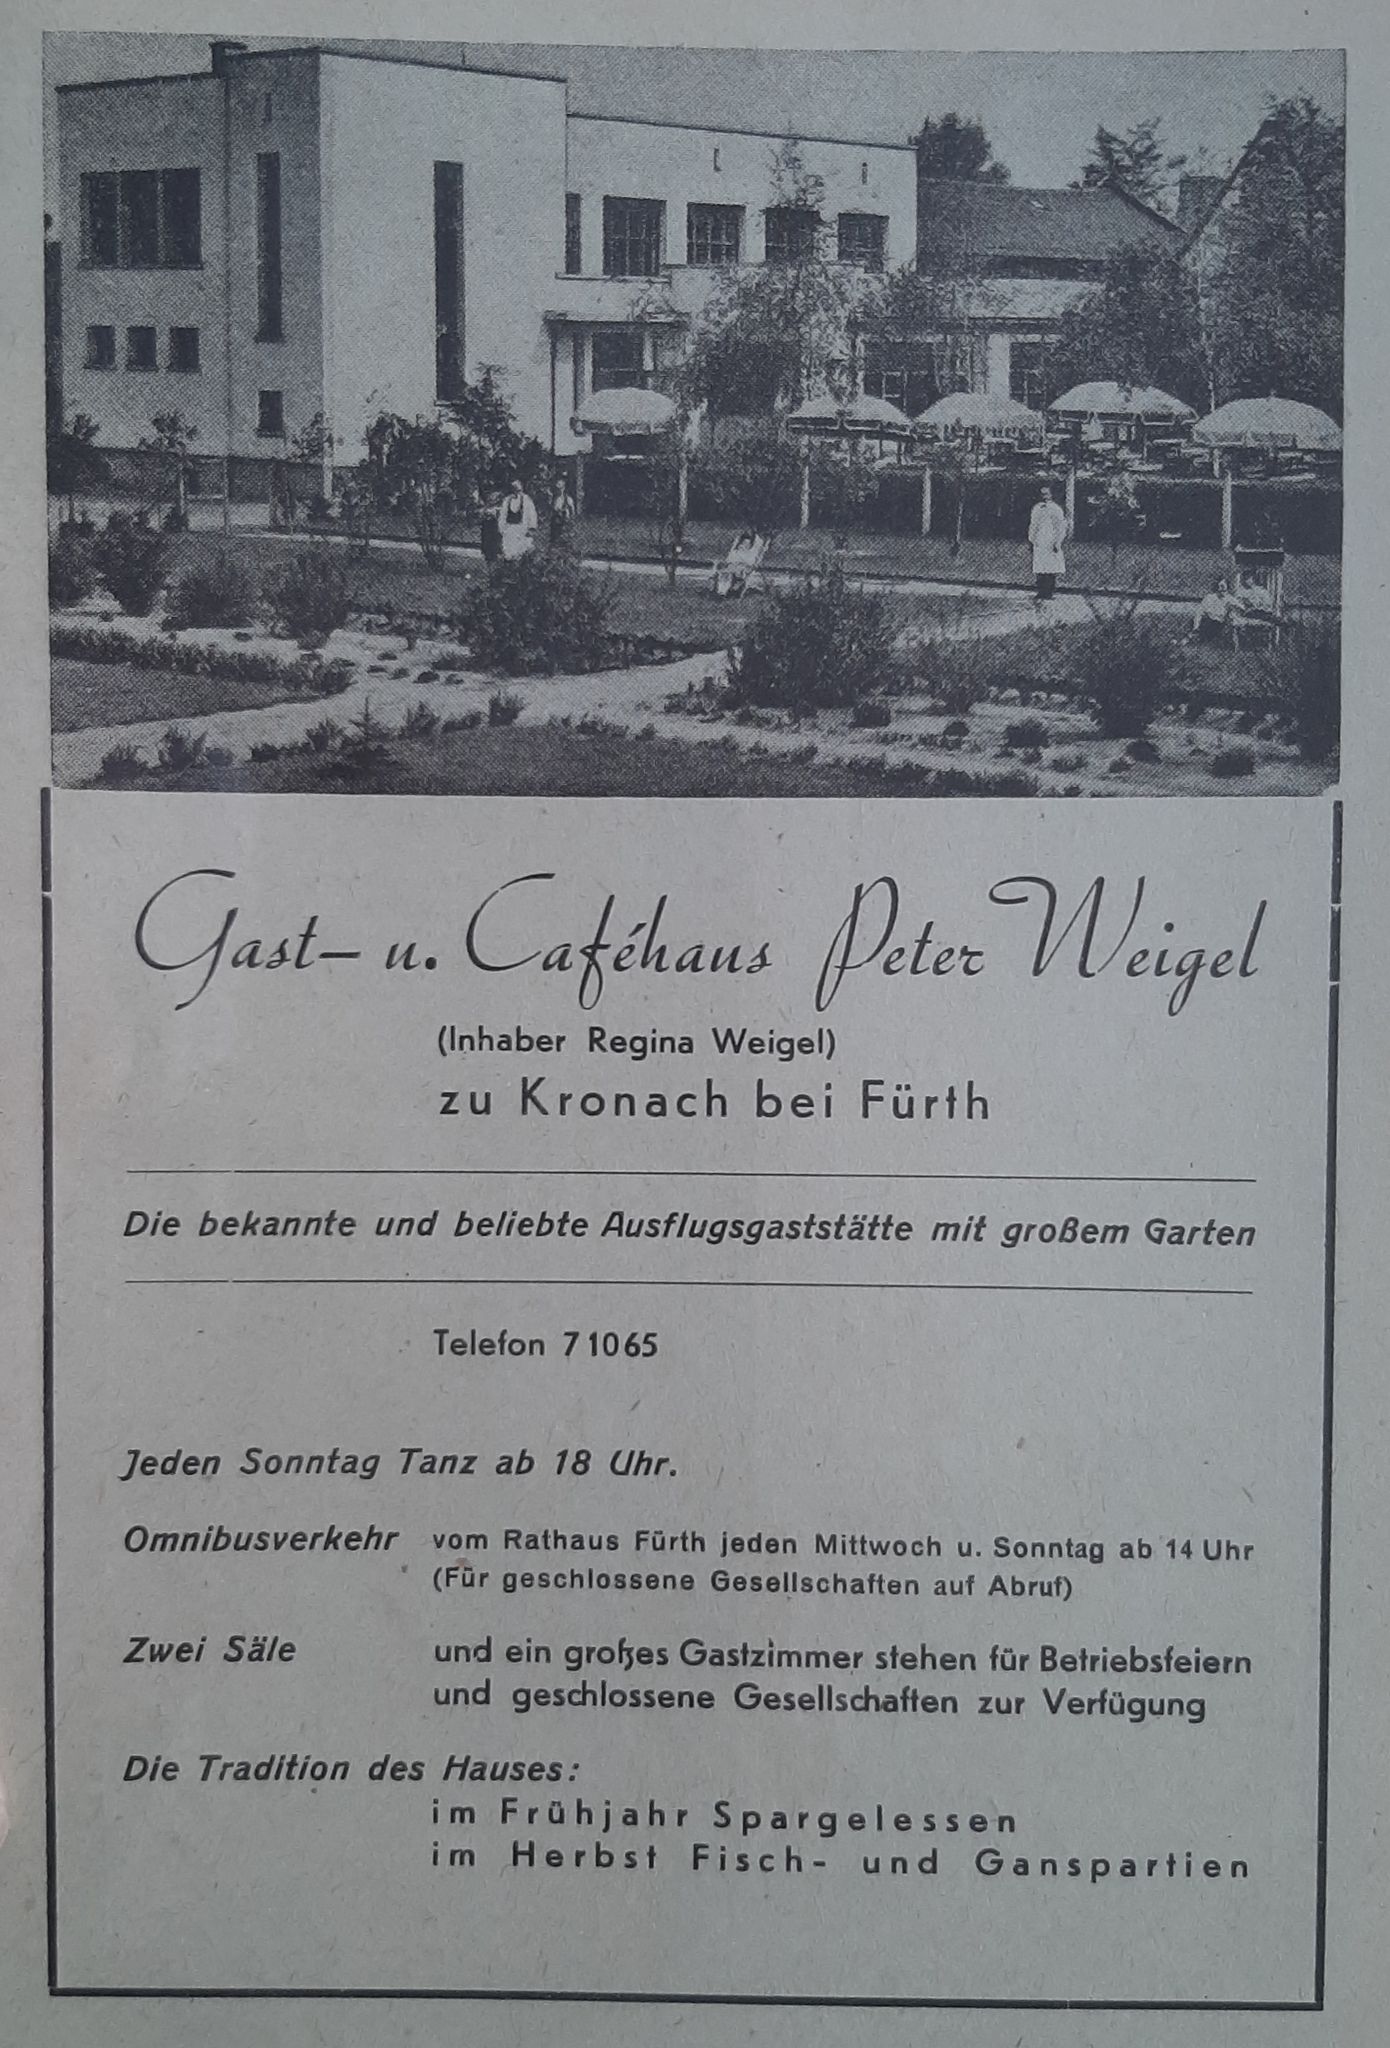 Gast- u. Caféhaus Peter Weigel
(Inhaber Regina Weigel)
zu Kronach bei Fürth
Die bekannte und beliebte Ausflugsgaststätte mit großem Garten
Telefon 71065
Jeden Sonntag Tanz ab 18 Uhr.
Omnibusverkehr vom Rathaus Fürth jeden Mittwoch u. Sonntag ab 14 Uhr
(Für geschlossene Gesellschaften auf Abruf)
Zwei Säle und ein großes Gastzimmer stehen für Betriebsfeiern
und geschlossene Gesellschaften zur Verfügung
Die Tradition des Hauses:
im Frühjahr Spargelessen
im Herbst Fisch- und Ganspartien